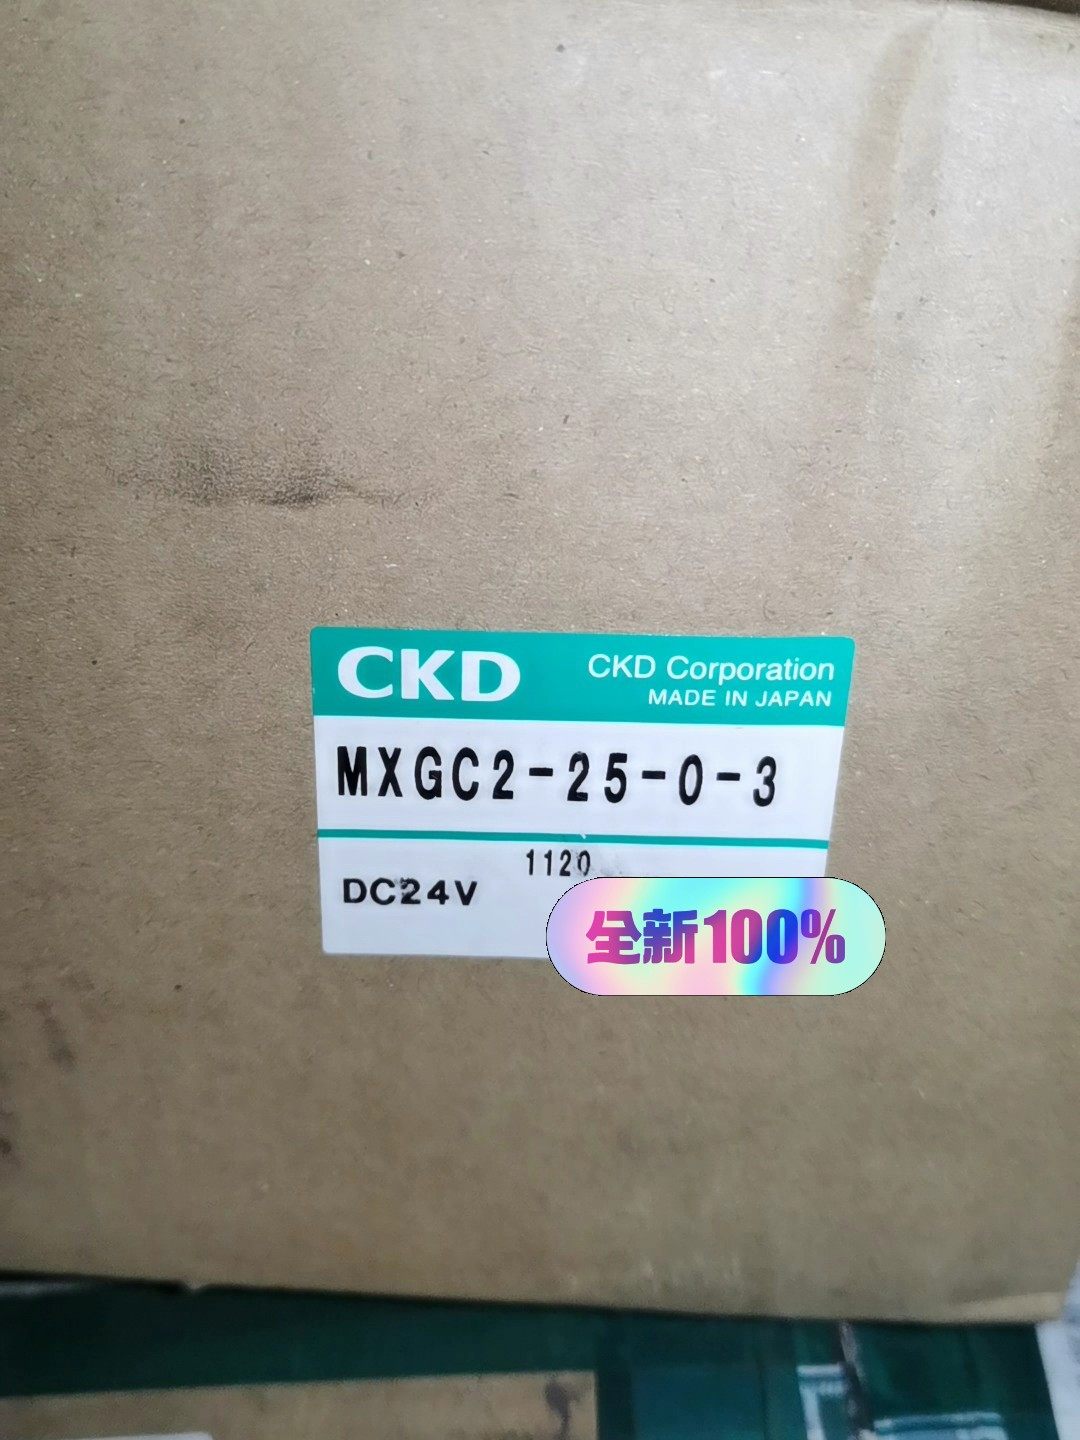 CKD
CKD Corporation
MADE IN JAPAN
MXGC2-25-0-3
1120
DC24V
全新100%